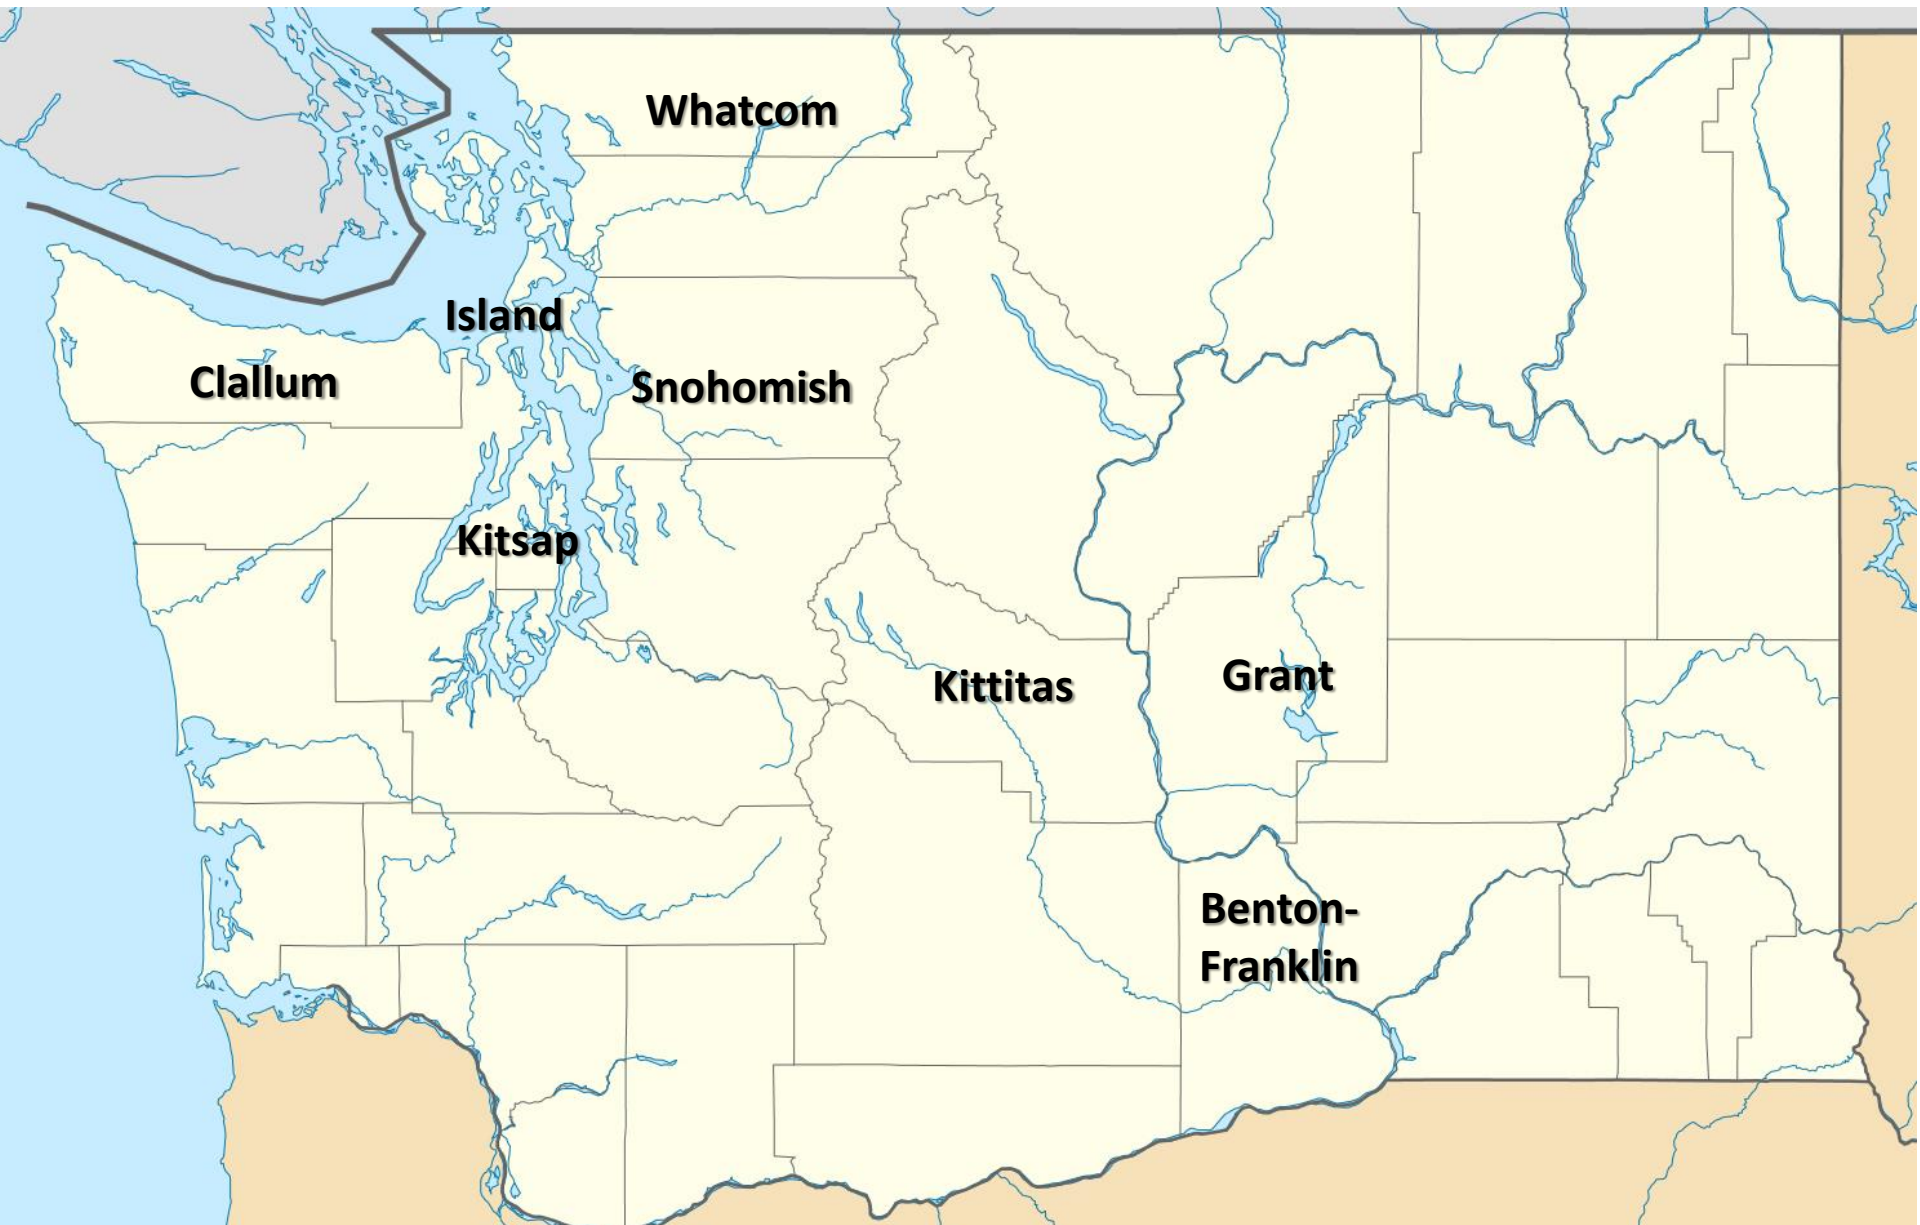 Whatcom
Island
Clallum
Snohomish
Kitsap
Kittitas
Grant
Benton-
Franklin